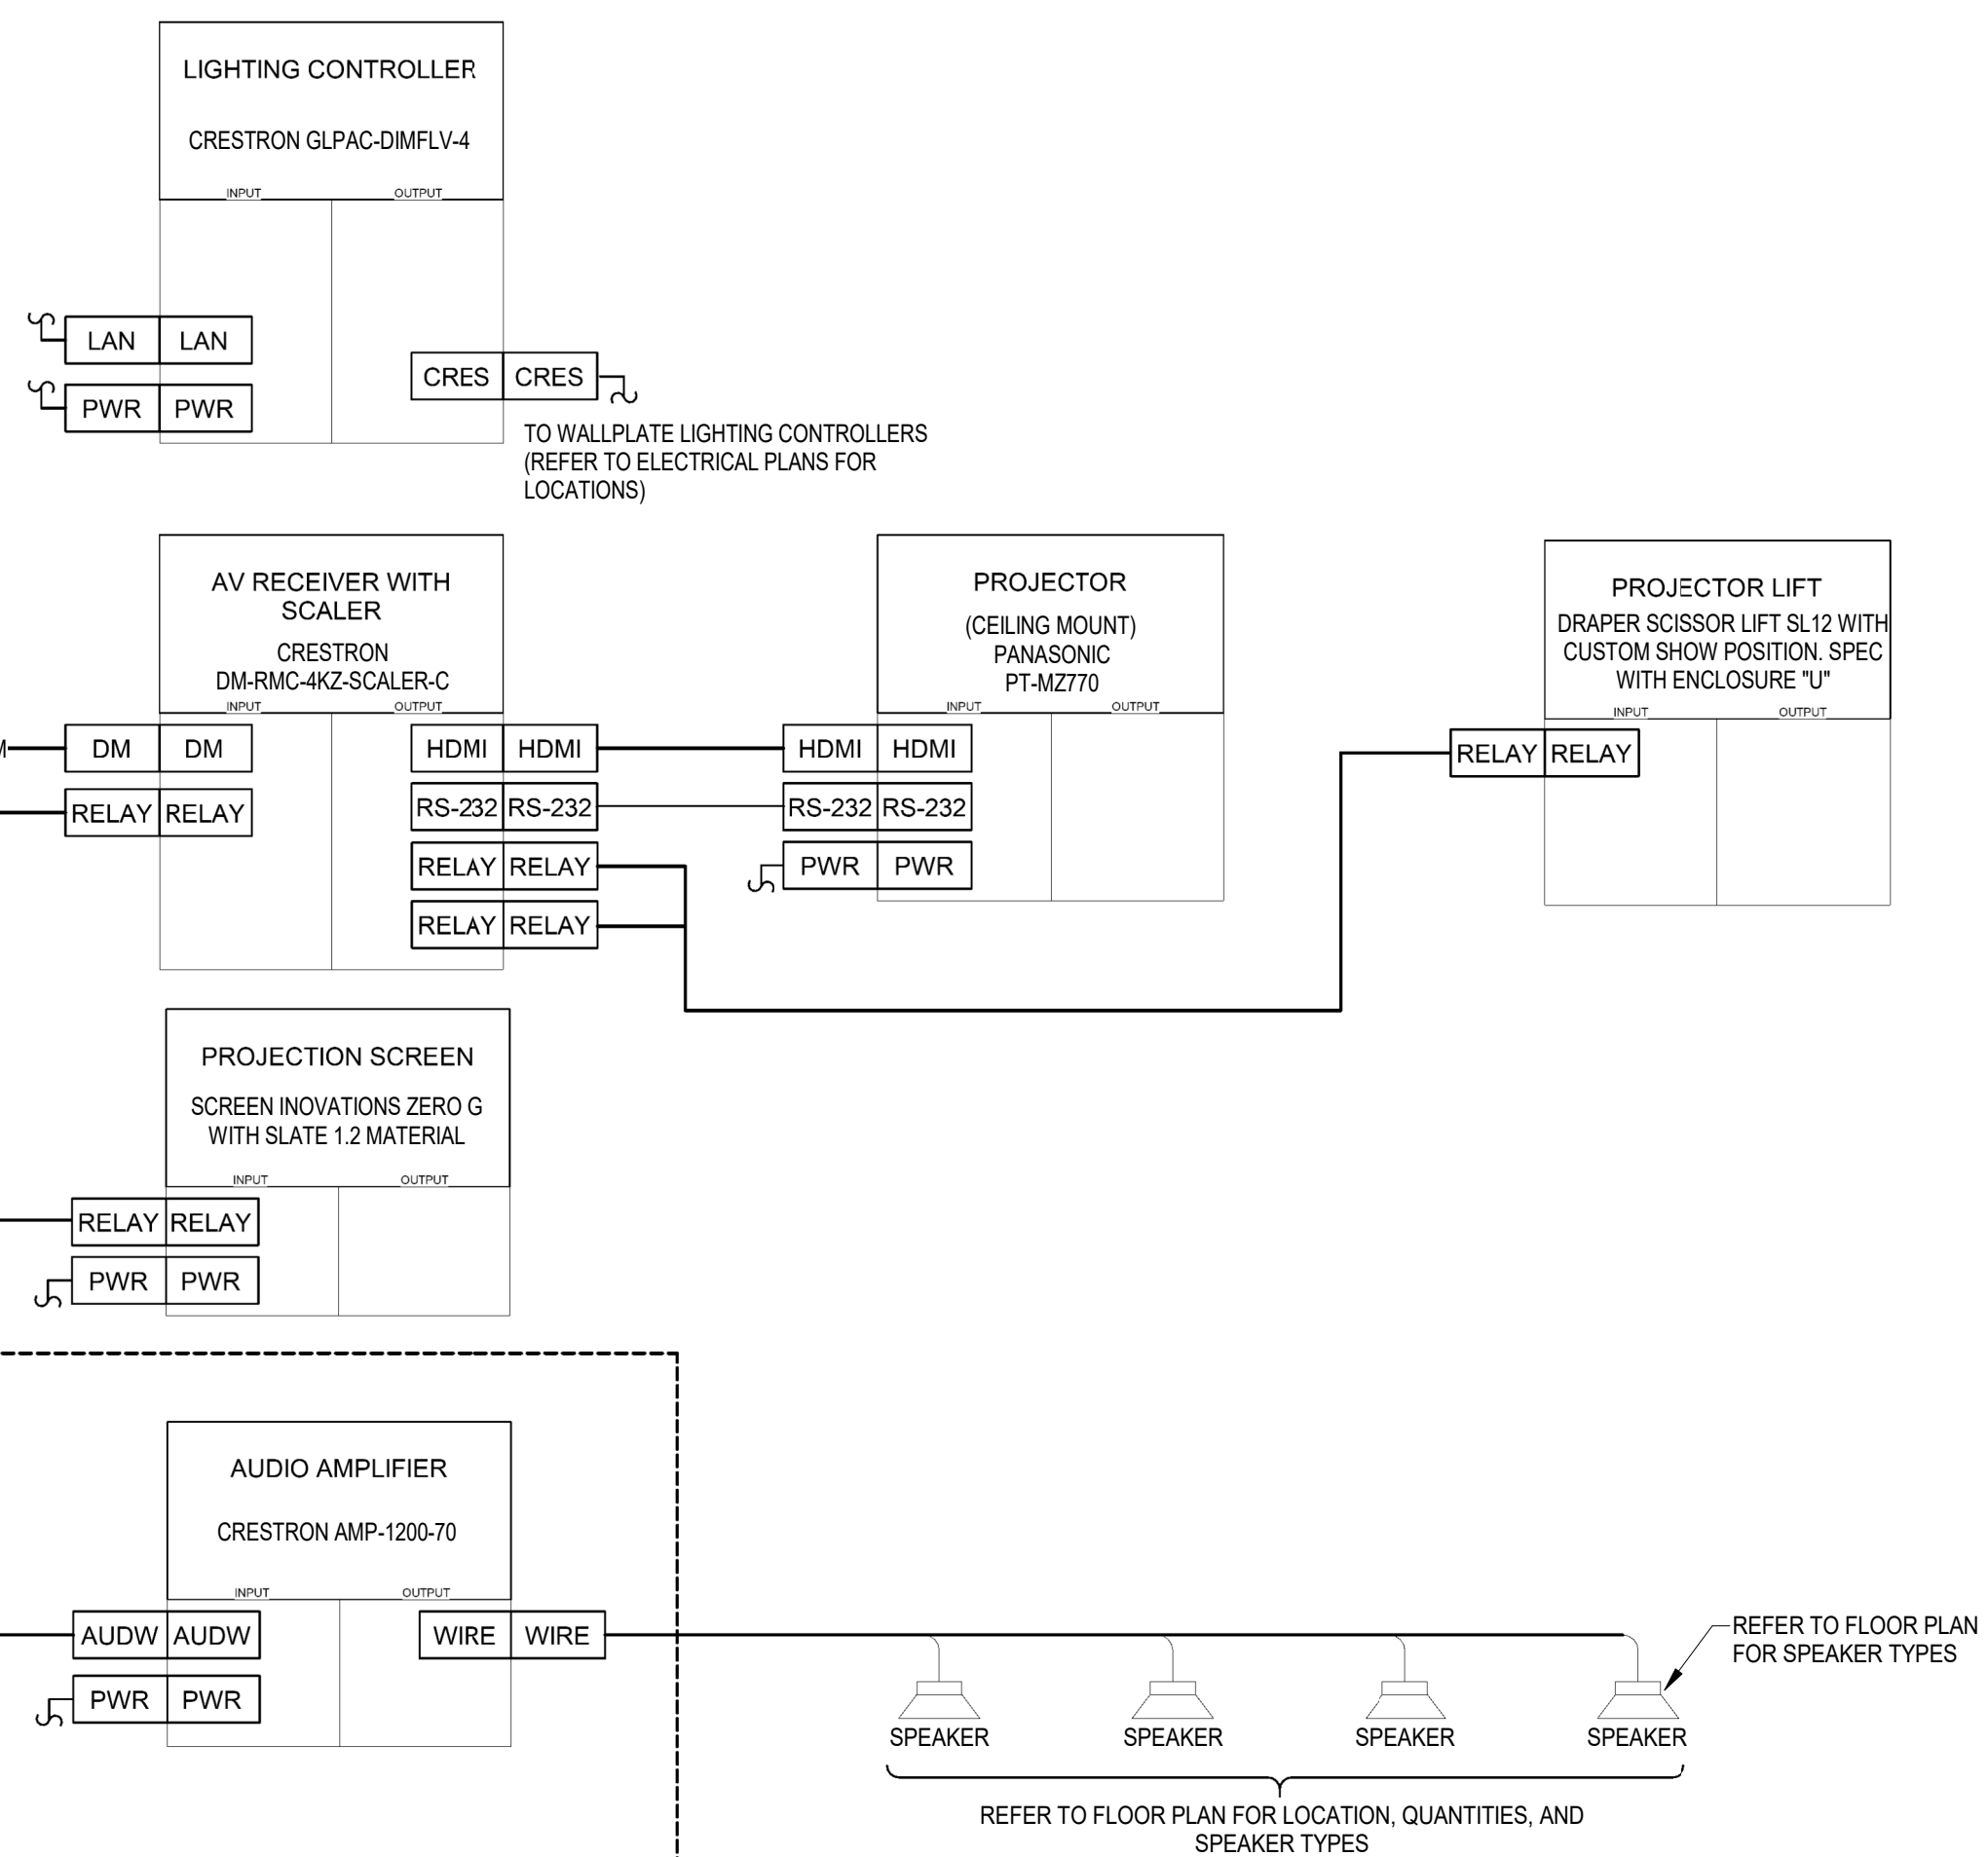 LIGHTING CONTROLLER
CRESTRON GLPAC-DIMFLV-4
INPUT OUTPUT
LAN LAN
PWR PWR
CRES CRES
TO WALLPLATE LIGHTING CONTROLLERS
(REFER TO ELECTRICAL PLANS FOR
LOCATIONS)
AV RECEIVER WITH
SCALER
CRESTRON
DM-RMC-4KZ-SCALER-C
INPUT OUTPUT
DM DM
RELAY RELAY
HDMI HDMI
RS-232 RS-232
RELAY RELAY
RELAY RELAY
PROJECTOR
(CEILING MOUNT)
PANASONIC
PT-MZ770
INPUT OUTPUT
HDMI HDMI
RS-232 RS-232
PWR PWR
PROJECTOR LIFT
DRAPER SCISSOR LIFT SL12 WITH
CUSTOM SHOW POSITION. SPEC
WITH ENCLOSURE "U"
INPUT OUTPUT
RELAY RELAY
PROJECTION SCREEN
SCREEN INOVATIONS ZERO G
WITH SLATE 1.2 MATERIAL
INPUT OUTPUT
RELAY RELAY
PWR PWR
AUDIO AMPLIFIER
CRESTRON AMP-1200-70
INPUT OUTPUT
AUDW AUDW
PWR PWR
WIRE WIRE
REFER TO FLOOR PLAN
FOR SPEAKER TYPES
SPEAKER SPEAKER SPEAKER SPEAKER
REFER TO FLOOR PLAN FOR LOCATION, QUANTITIES, AND
SPEAKER TYPES